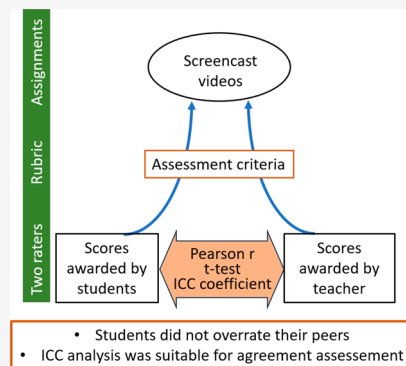 Assignments
Screencast
videos
Rubric
Assessment criteria
Two raters
Scores
awarded by
students
Pearson r
t-test
ICC coefficient
Scores
awarded by
teacher
• Students did not overrate their peers
• ICC analysis was suitable for agreement assessement